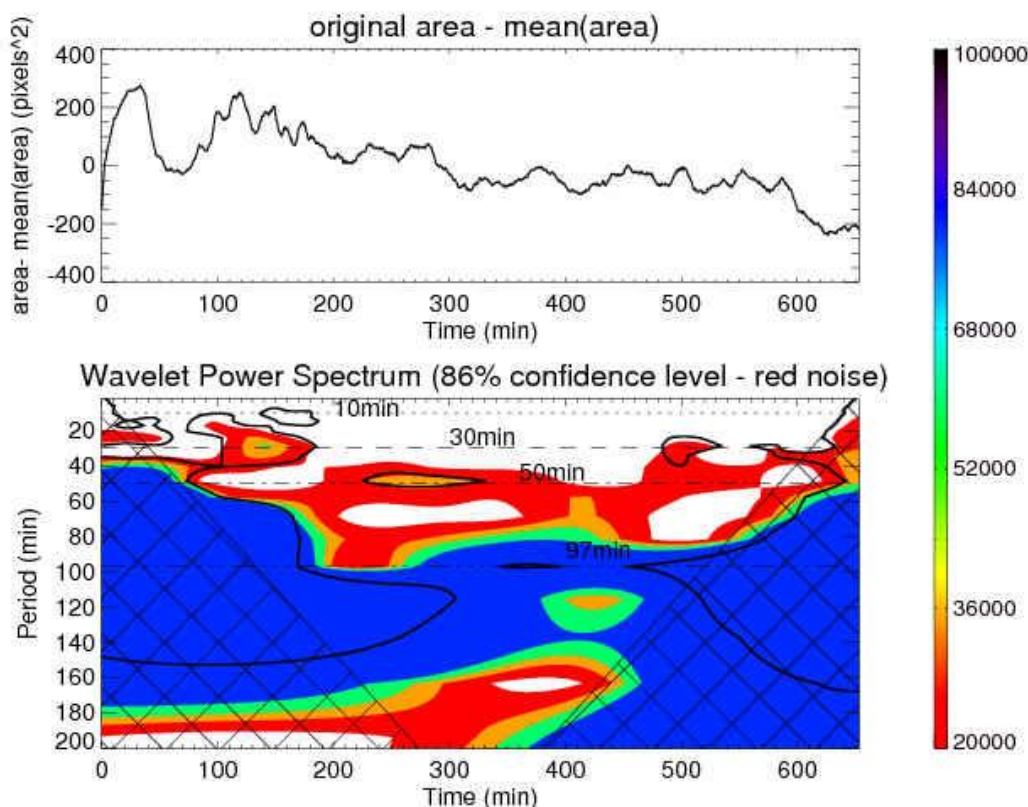 original area - mean(area)
area- mean(area) (pixels^2)
400
200
0
-200
-400
0 100 200 300 400 500 600
Time (min)
Wavelet Power Spectrum (86% confidence level - red noise)
Period (min)
20
40
60
80
100
120
140
160
180
200
10min
30min
50min
97min
0 100 200 300 400 500 600
Time (min)
100000
84000
68000
52000
36000
20000